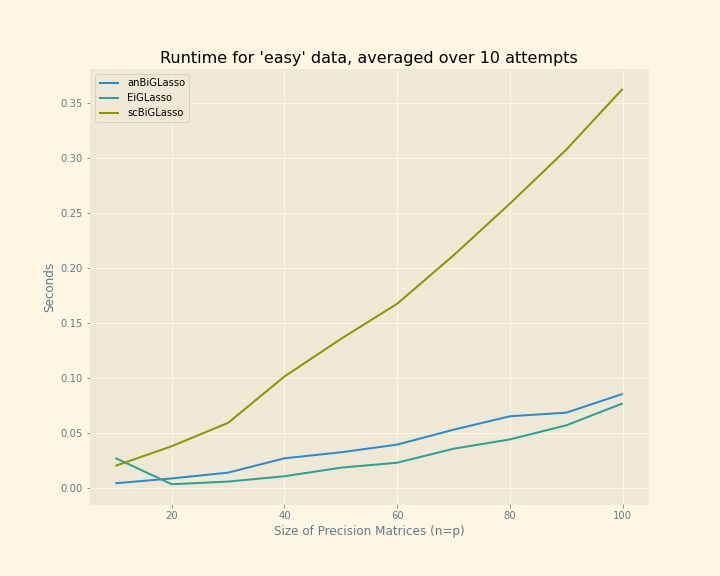 Runtime for 'easy' data, averaged over 10 attempts
anBiGLasso
EiGLasso
scBiGLasso
0.35
0.30
0.25
0.20
0.15
0.10
0.05
0.00
Seconds
20 40 60 80 100
Size of Precision Matrices (n=p)